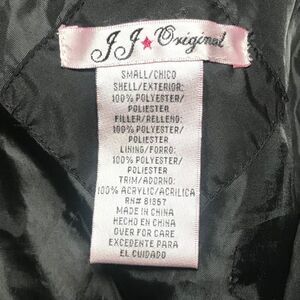 JJ★Original
SMALL/CHICO
SHELL/EXTERIOR:
100% POLYESTER/
POLIESTER
FILLER/RELLENO:
100% POLYESTER/
POLIESTER
LINING/FORRO:
100% POLYESTER/
POLIESTER
TRIM/ADORNO:
100% ACRYLIC/ACRILICA
RN# 81357
MADE IN CHINA
HECHO EN CHINA
OVER FOR CARE
EXCEDENTE PARA
EL CUIDADO